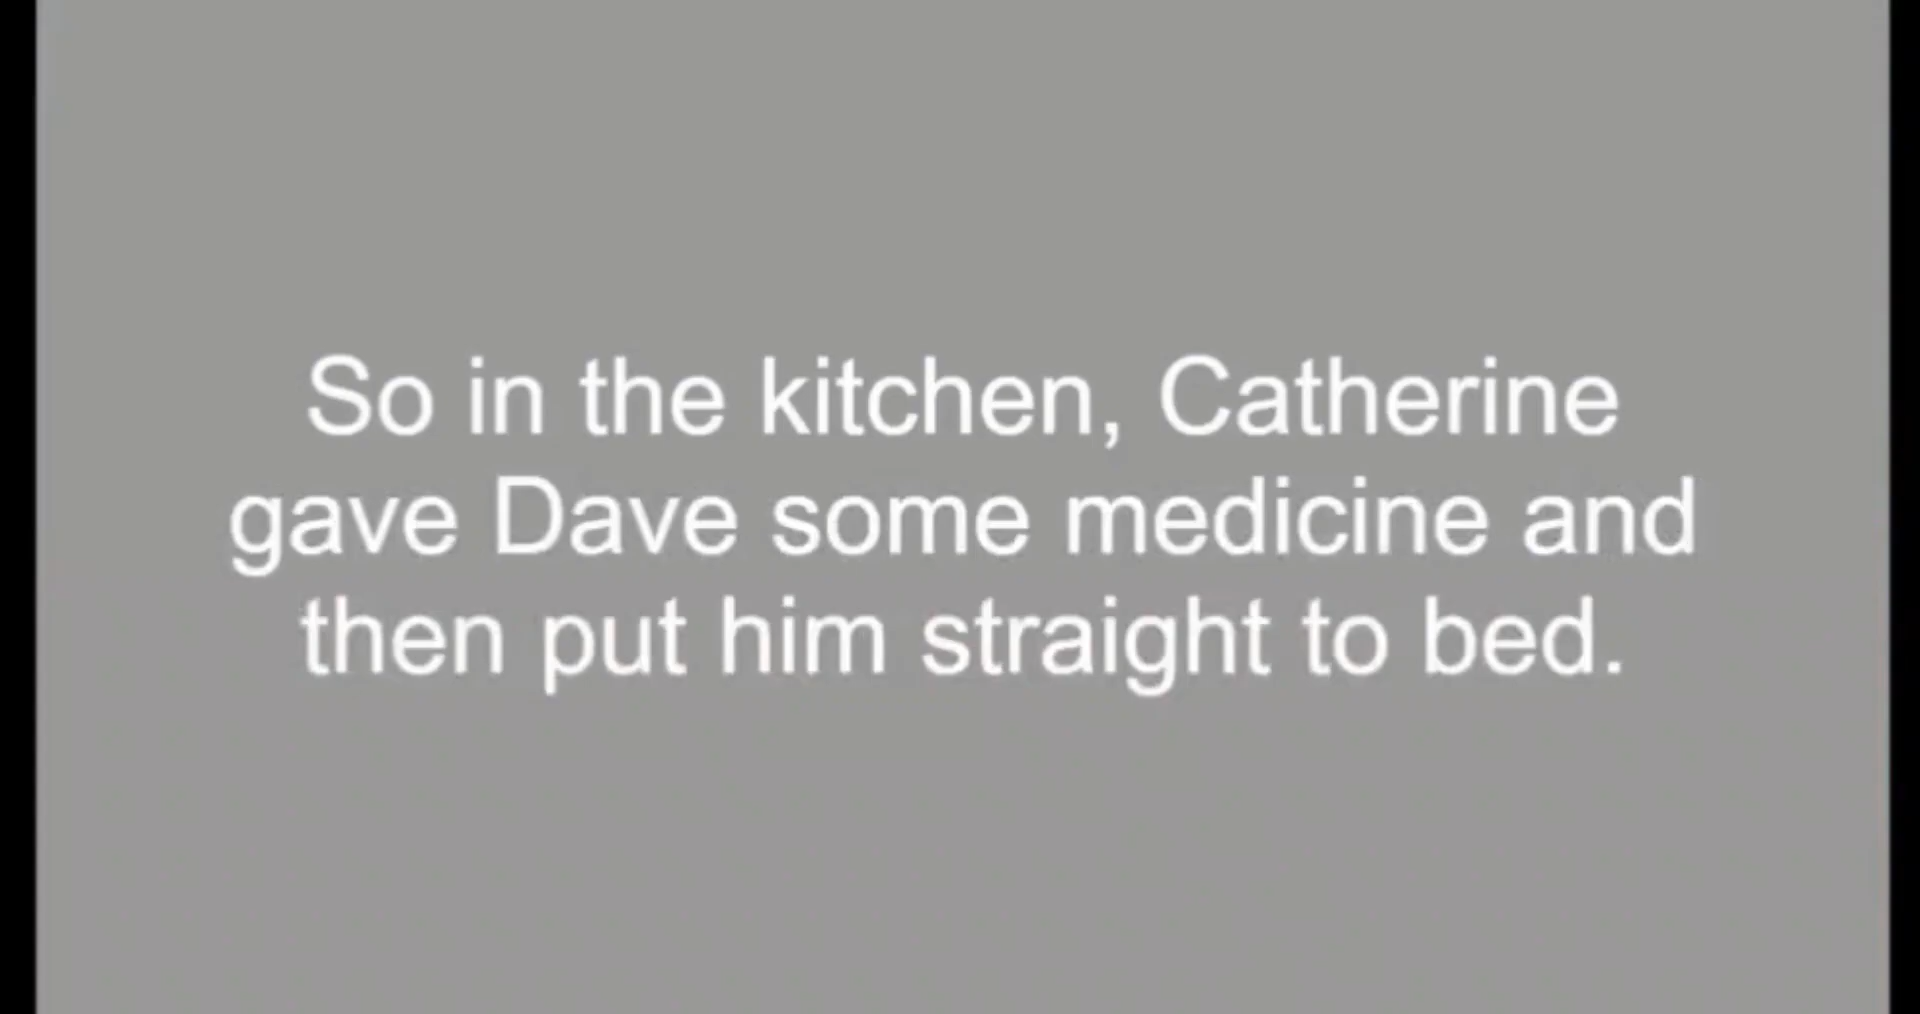 So in the kitchen, Catherine
gave Dave some medicine and
then put him straight to bed.